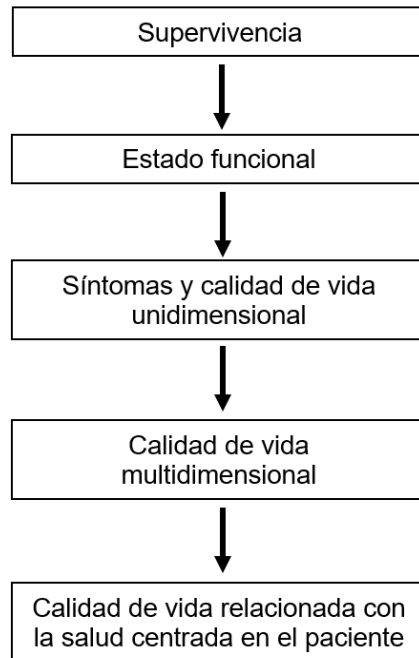 Supervivencia
Estado funcional
Síntomas y calidad de vida
unidimensional
Calidad de vida
multidimensional
Calidad de vida relacionada con
la salud centrada en el paciente